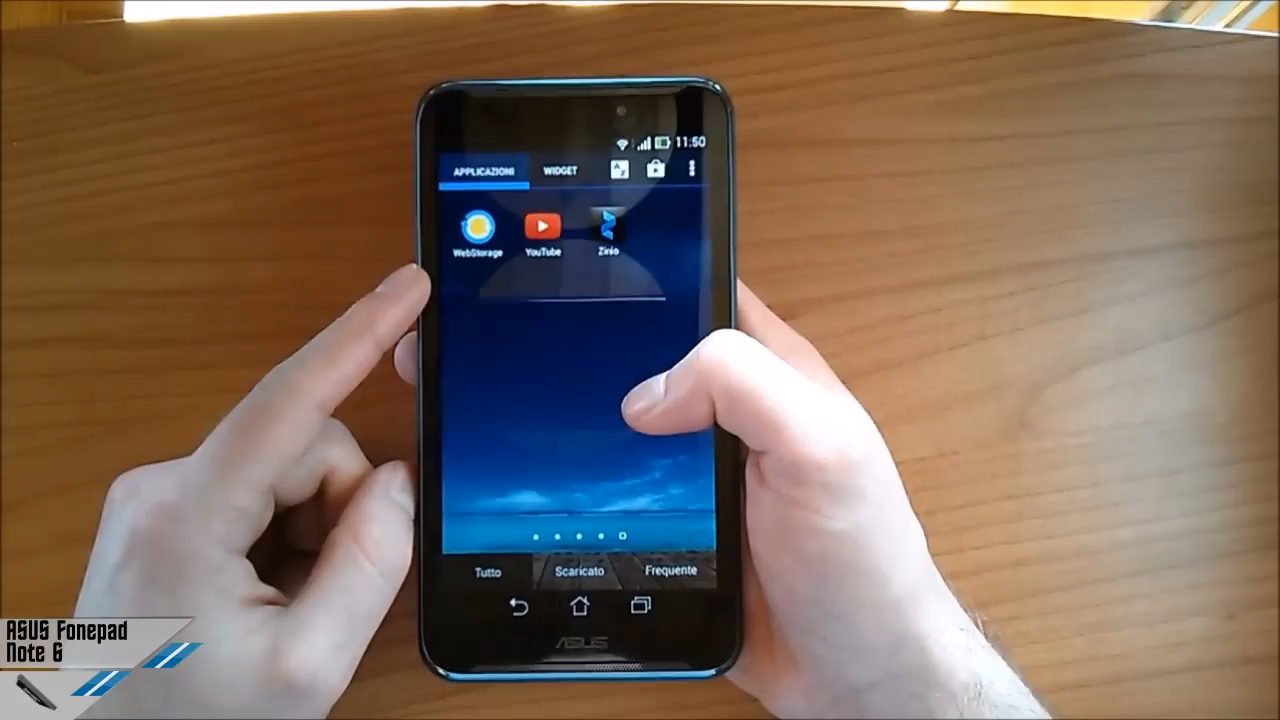 11:50
APPLICAZIONI WIDGET
WebStorage YouTube Zinio
Tutto Scaricato Frequente
ASUS
ASUS Fonepad
Note 6